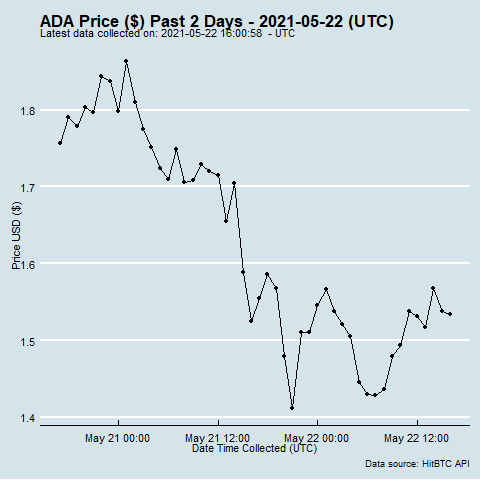 ADA Price ($) Past 2 Days - 2021-05-22 (UTC)
Latest data collected on: 2021-05-22 16:00:58 - UTC
Price USD ($)
1.8
1.7
1.6
1.5
1.4
May 21 00:00 May 21 12:00 May 22 00:00 May 22 12:00
Date Time Collected (UTC)
Data source: HitBTC API